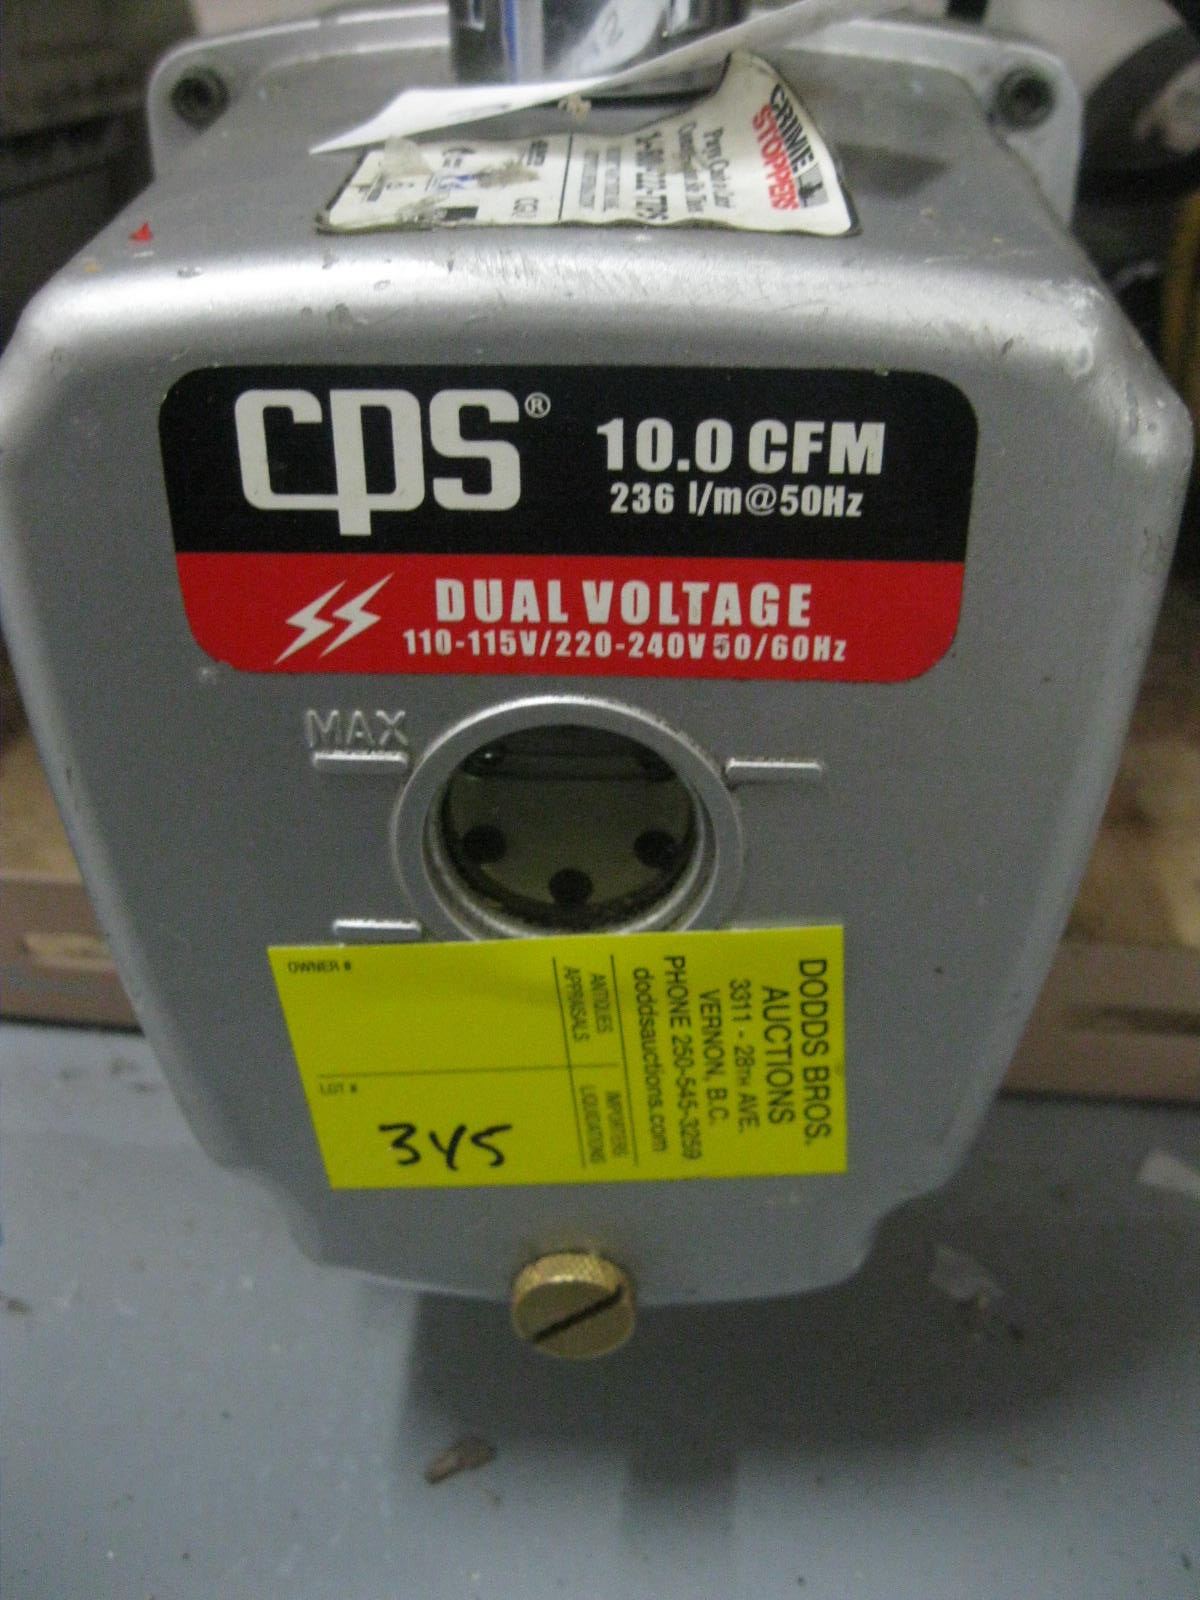 CRIME
STOPPERS
CPS®
10.0 CFM
236 l/m@50Hz
DUAL VOLTAGE
110-115V/220-240V 50/60Hz
MAX
DODDS BROS.
AUCTIONS
3311 - 28TH AVE.
VERNON, B.C.
PHONE 250-545-3259
doddsauctions.com
ANTIQUES IMPORTERS
APPRAISALS LIQUIDATIONS
OWNER #
LOT #
345